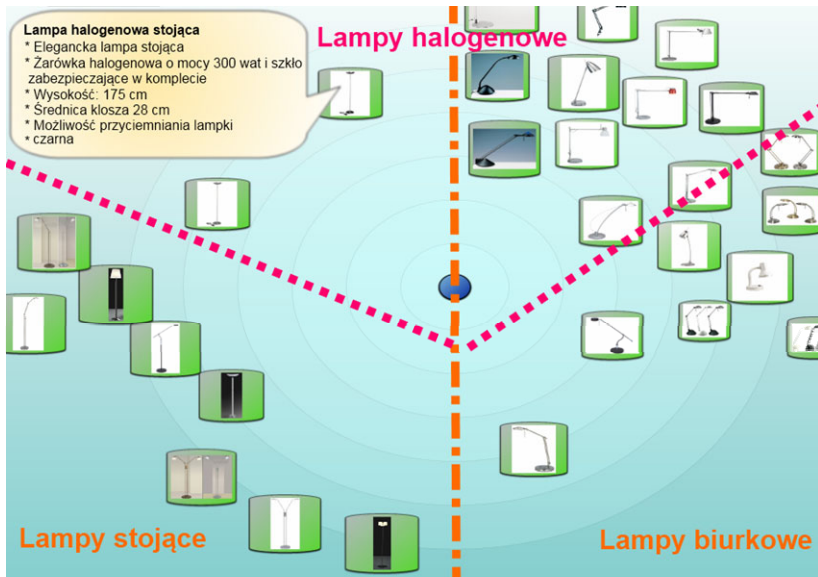 Lampa halogenowa stojąca
* Elegancka lampa stojąca
* Żarówka halogenowa o mocy 300 wat i szkło
zabezpieczające w komplecie
* Wysokość: 175 cm
* Średnica klosza 28 cm
* Możliwość przyciemniania lampki
* czarna
Lampy halogenowe
Lampy stojące
Lampy biurkowe